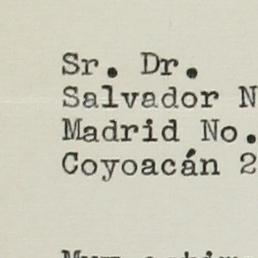 Sr. Dr.
Salvador N
Madrid No.
Coyoacán 2